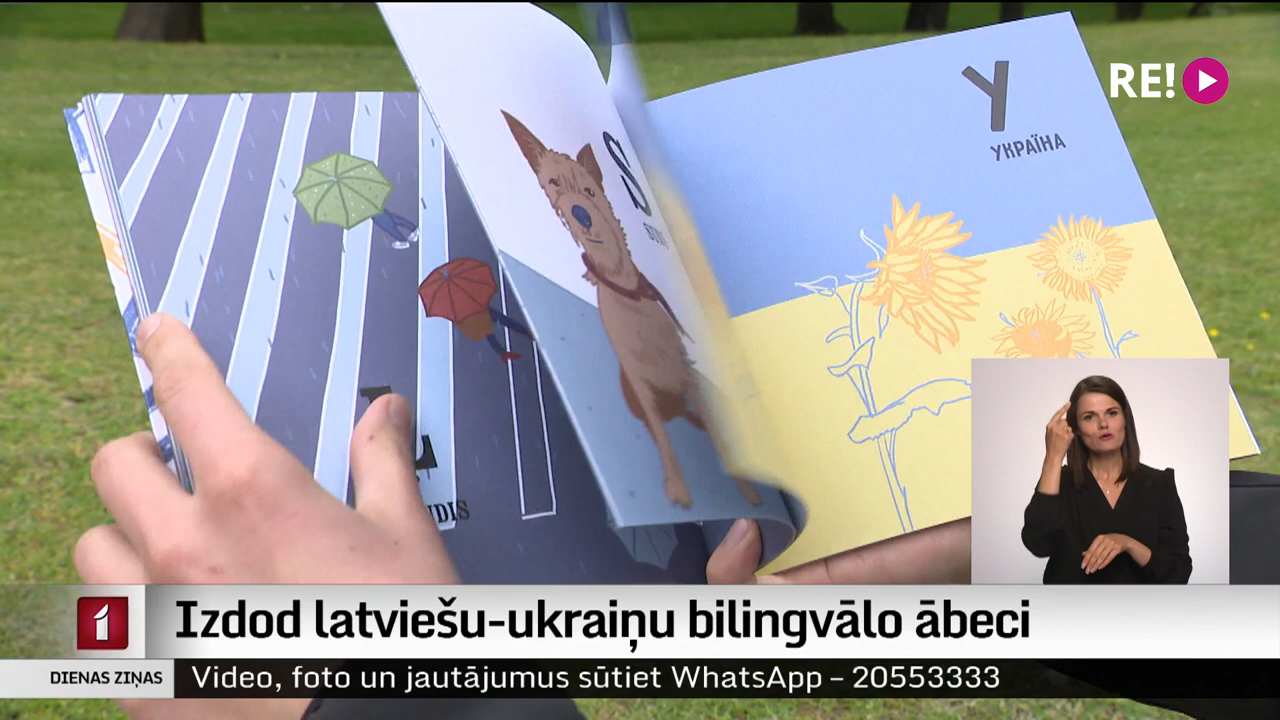 RE!
У
УКРАЇНА
S
Izdod latviešu-ukraiņu bilingvālo ābeci
1
DIENAS ZIŅAS
Video, foto un jautājumus sūtiet WhatsApp – 20553333